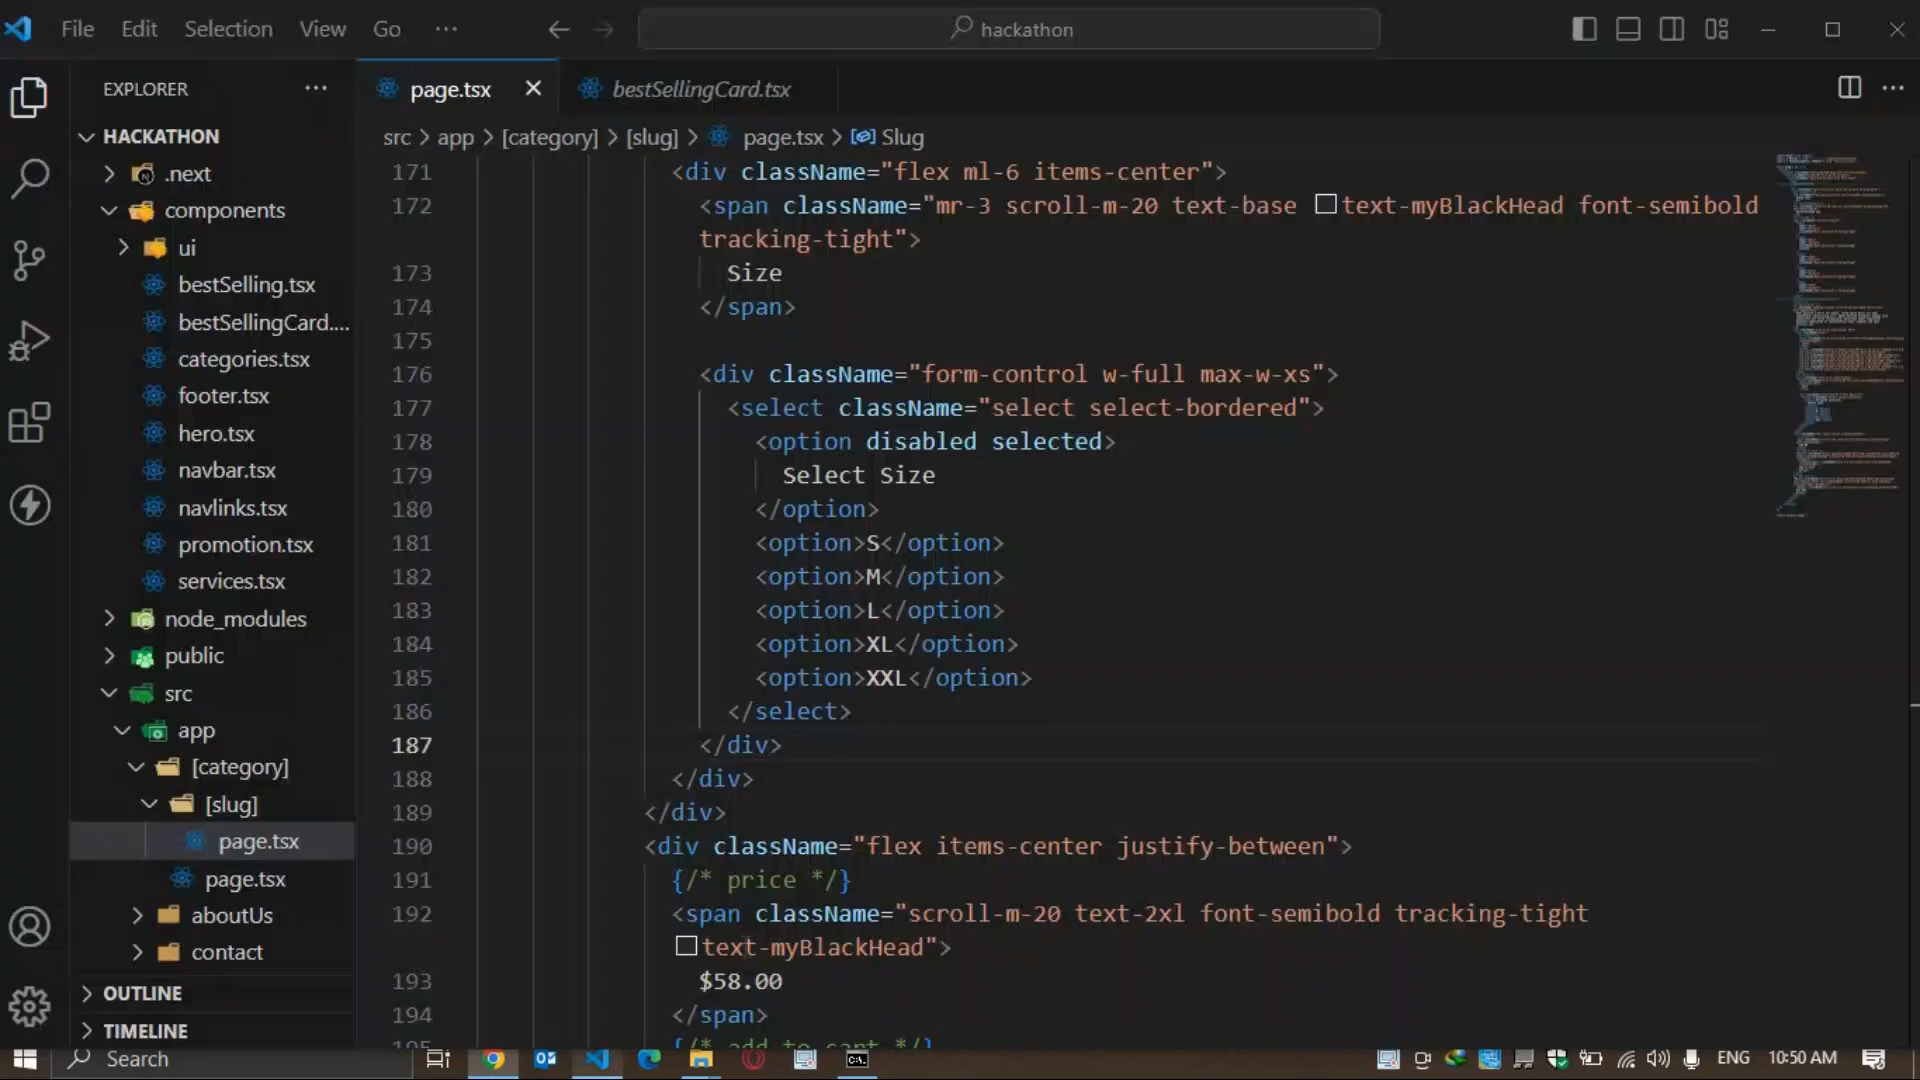 File Edit Selection View Go ··· hackathon
EXPLORER ···
HACKATHON
.next
components
ui
bestSelling.tsx
bestSellingCard....
categories.tsx
footer.tsx
hero.tsx
navbar.tsx
navlinks.tsx
promotion.tsx
services.tsx
node_modules
public
src
app
[category]
[slug]
page.tsx
page.tsx
aboutUs
contact
OUTLINE
TIMELINE
page.tsx bestSellingCard.tsx
src > app > [category] > [slug] > page.tsx > Slug
171 <div className="flex ml-6 items-center">
172 <span className="mr-3 scroll-m-20 text-base text-myBlackHead font-semibold
tracking-tight">
173 Size
174 </span>
175
176 <div className="form-control w-full max-w-xs">
177 <select className="select select-bordered">
178 <option disabled selected>
179 Select Size
180 </option>
181 <option>S</option>
182 <option>M</option>
183 <option>L</option>
184 <option>XL</option>
185 <option>XXL</option>
186 </select>
187 </div>
188 </div>
189 </div>
190 <div className="flex items-center justify-between">
191 {/* price */}
192 <span className="scroll-m-20 text-2xl font-semibold tracking-tight
text-myBlackHead">
193 $58.00
194 </span>
195 {/* add to cart */}
Search ENG 10:50 AM